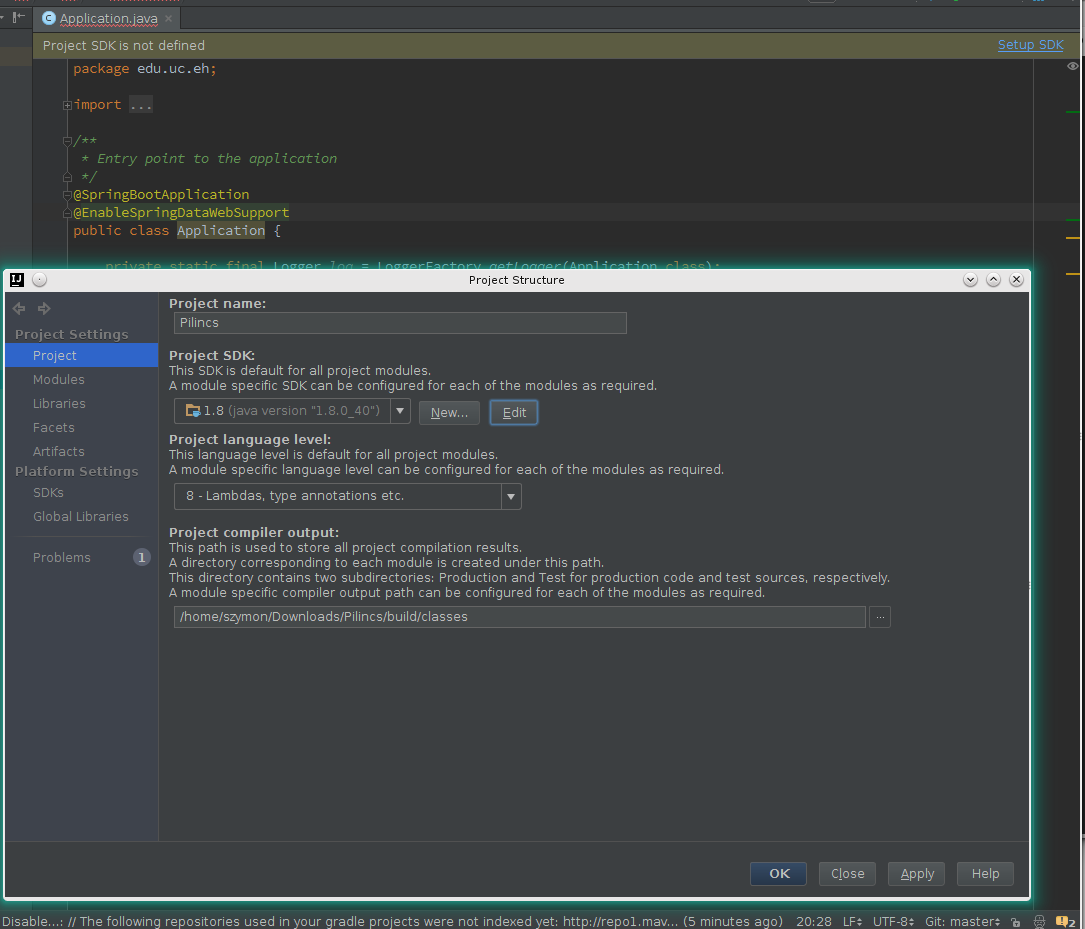 Application.java
Project SDK is not defined Setup SDK
package edu.uc.eh;
import ...
/**
* Entry point to the application
*/
@SpringBootApplication
@EnableSpringDataWebSupport
public class Application {
private static final Logger log = LoggerFactory.getLogger(Application.class);
Project Structure
Project Settings
Project
Modules
Libraries
Facets
Artifacts
Platform Settings
SDKs
Global Libraries
Problems 1
Project name:
Pilincs
Project SDK:
This SDK is default for all project modules.
A module specific SDK can be configured for each of the modules as required.
1.8 (java version "1.8.0_40") New... Edit
Project language level:
This language level is default for all project modules.
A module specific language level can be configured for each of the modules as required.
8 - Lambdas, type annotations etc.
Project compiler output:
This path is used to store all project compilation results.
A directory corresponding to each module is created under this path.
This directory contains two subdirectories: Production and Test for production code and test sources, respectively.
A module specific compiler output path can be configured for each of the modules as required.
/home/szymon/Downloads/Pilincs/build/classes ...
OK Close Apply Help
Disable...: // The following repositories used in your gradle projects were not indexed yet: http://repo1.mav... (5 minutes ago) 20:28 LF UTF-8 Git: master 2